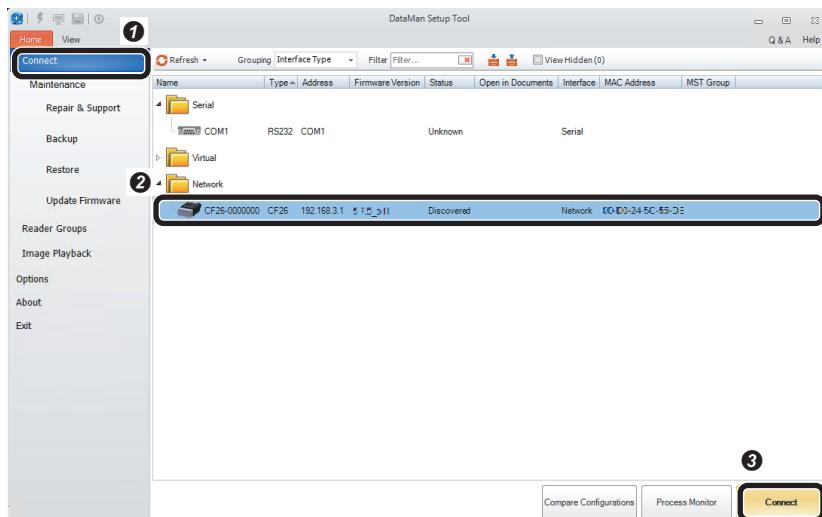 DataMan Setup Tool
1
Home View Q & A Help
Connect
Refresh Grouping Interface Type Filter Filter... View Hidden (0)
Maintenance
Name Type Address Firmware Version Status Open in Documents Interface MAC Address MST Group
Repair & Support
Serial
COM1 RS232 COM1 Unknown Serial
Backup
Virtual
Restore
2
Network
Update Firmware
CF26-0000000 CF26 192.168.3.1 Discovered Network
Reader Groups
Image Playback
Options
About
Exit
3
Compare Configurations Process Monitor Connect